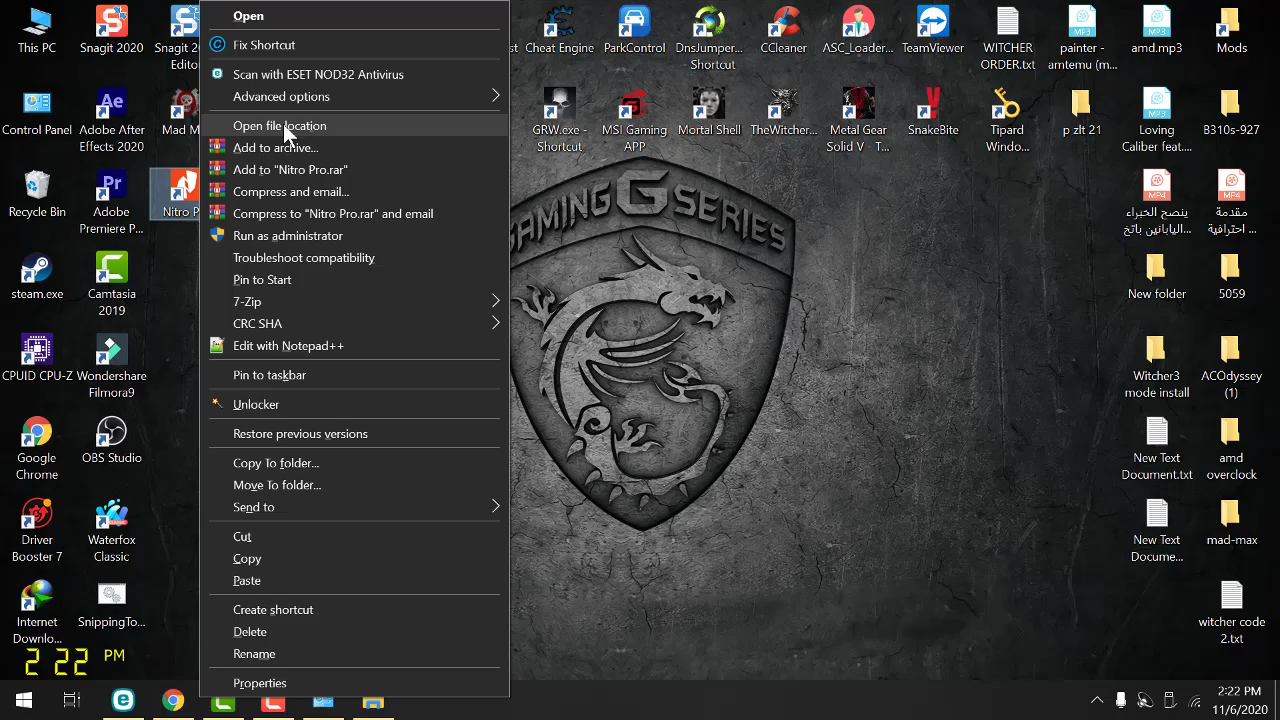 This PC
Snagit 2020
Snagit 2020
Editor
Control Panel
Adobe After
Effects 2020
Mad M
Recycle Bin
Adobe
Premiere P...
Nitro P
steam.exe
Camtasia
2019
CPUID CPU-Z
Wondershare
Filmora9
Google
Chrome
OBS Studio
Driver
Booster 7
Waterfox
Classic
Internet
Downlo...
SnippingTo...
2 22 PM
Open
Fix Shortcut
Scan with ESET NOD32 Antivirus
Advanced options
Open file location
Add to archive...
Add to "Nitro Pro.rar"
Compress and email...
Compress to "Nitro Pro.rar" and email
Run as administrator
Troubleshoot compatibility
Pin to Start
7-Zip
CRC SHA
Edit with Notepad++
Pin to taskbar
Unlocker
Restore previous versions
Copy To folder...
Move To folder...
Send to
Cut
Copy
Paste
Create shortcut
Delete
Rename
Properties
Cheat Engine
ParkControl
DnsJumper...
- Shortcut
CCleaner
ASC_Loader...
TeamViewer
WITCHER
ORDER.txt
MP3
painter -
amtemu (m...
MP3
amd.mp3
Mods
GRW.exe -
Shortcut
MSI Gaming
APP
Mortal Shell
TheWitcher...
Metal Gear
Solid V - T...
SnakeBite
Tipard
Windo...
p zlt 21
Loving
Caliber feat...
B310s-927
GAMING G SERIES
MP4
ينصح الخبراء
اليابانين باتخ...
MP4
مقدمة
احترافية...
New folder
5059
Witcher3
mode install
ACOdyssey
(1)
New Text
Document.txt
amd
overclock
New Text
Docume...
mad-max
witcher code
2.txt
2:22 PM
11/6/2020